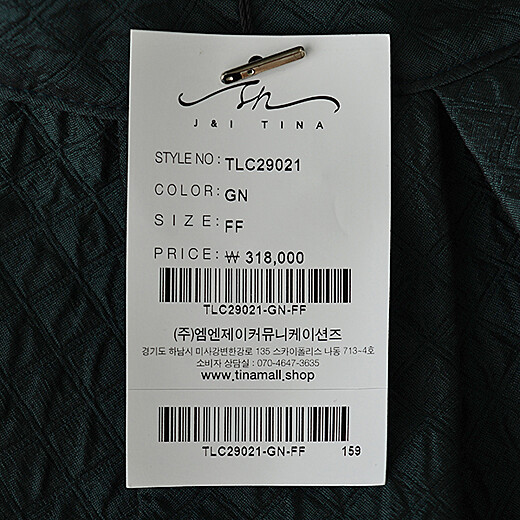 J & I TINA
STYLE NO : TLC29021
COLOR : GN
SIZE : FF
PRICE : ₩ 318,000
TLC29021-GN-FF
(주)엠엔제이커뮤니케이션즈
경기도 하남시 미사강변한강로 135 스카이폴리스 나동 713-4호
소비자 상담실 : 070-4647-3635
www.tinamall.shop
TLC29021-GN-FF 159